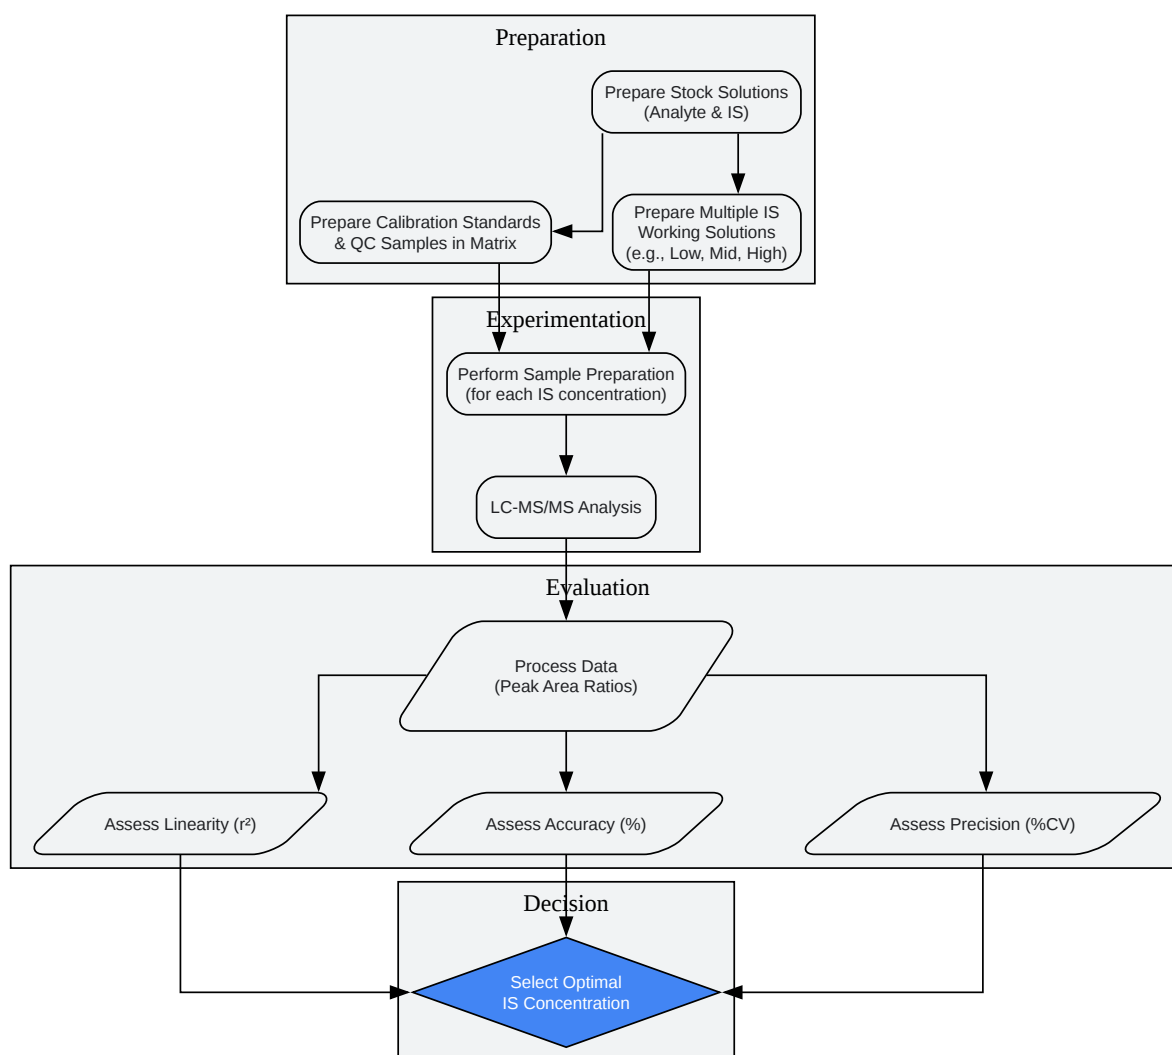 Preparation
Prepare Stock Solutions
(Analyte & IS)
Prepare Calibration Standards
& QC Samples in Matrix
Prepare Multiple IS
Working Solutions
(e.g., Low, Mid, High)
Experimentation
Perform Sample Preparation
(for each IS concentration)
LC-MS/MS Analysis
Evaluation
Process Data
(Peak Area Ratios)
Assess Linearity (r²)
Assess Accuracy (%)
Assess Precision (%CV)
Decision
Select Optimal
IS Concentration